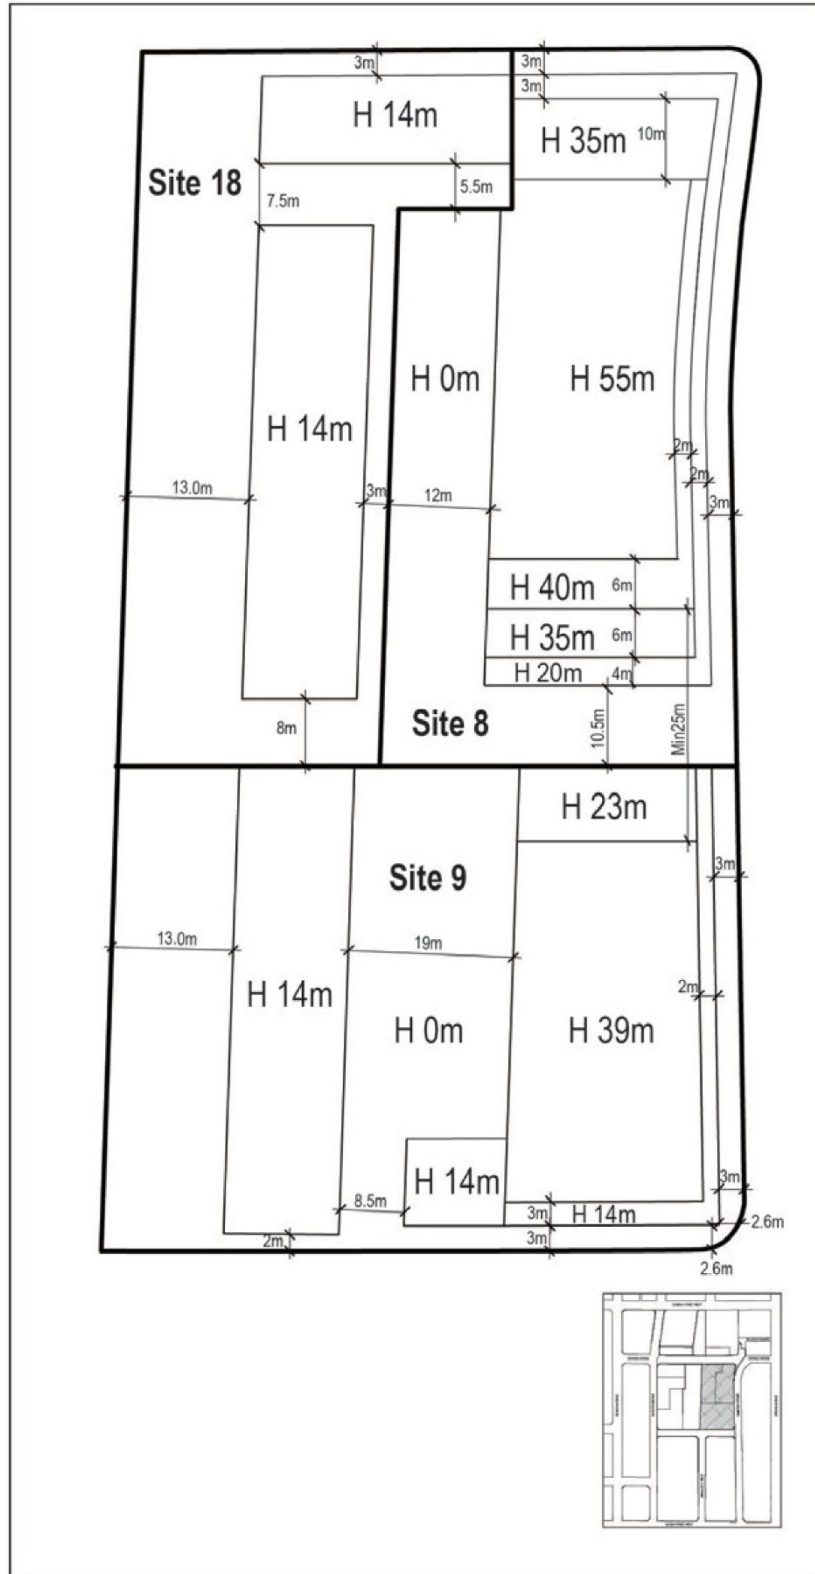 3m
3m
3m
H 14m
H 35m
10m
Site 18
5.5m
7.5m
H 0m
H 55m
H 14m
2m
2m
13.0m
3m
12m
3m
H 40m
6m
H 35m
6m
H 20m
4m
8m
Site 8
10.5m
Min25m
H 23m
3m
Site 9
13.0m
19m
2m
H 14m
H 0m
H 39m
H 14m
3m
8.5m
3m
H 14m
2.6m
2m
3m
2.6m